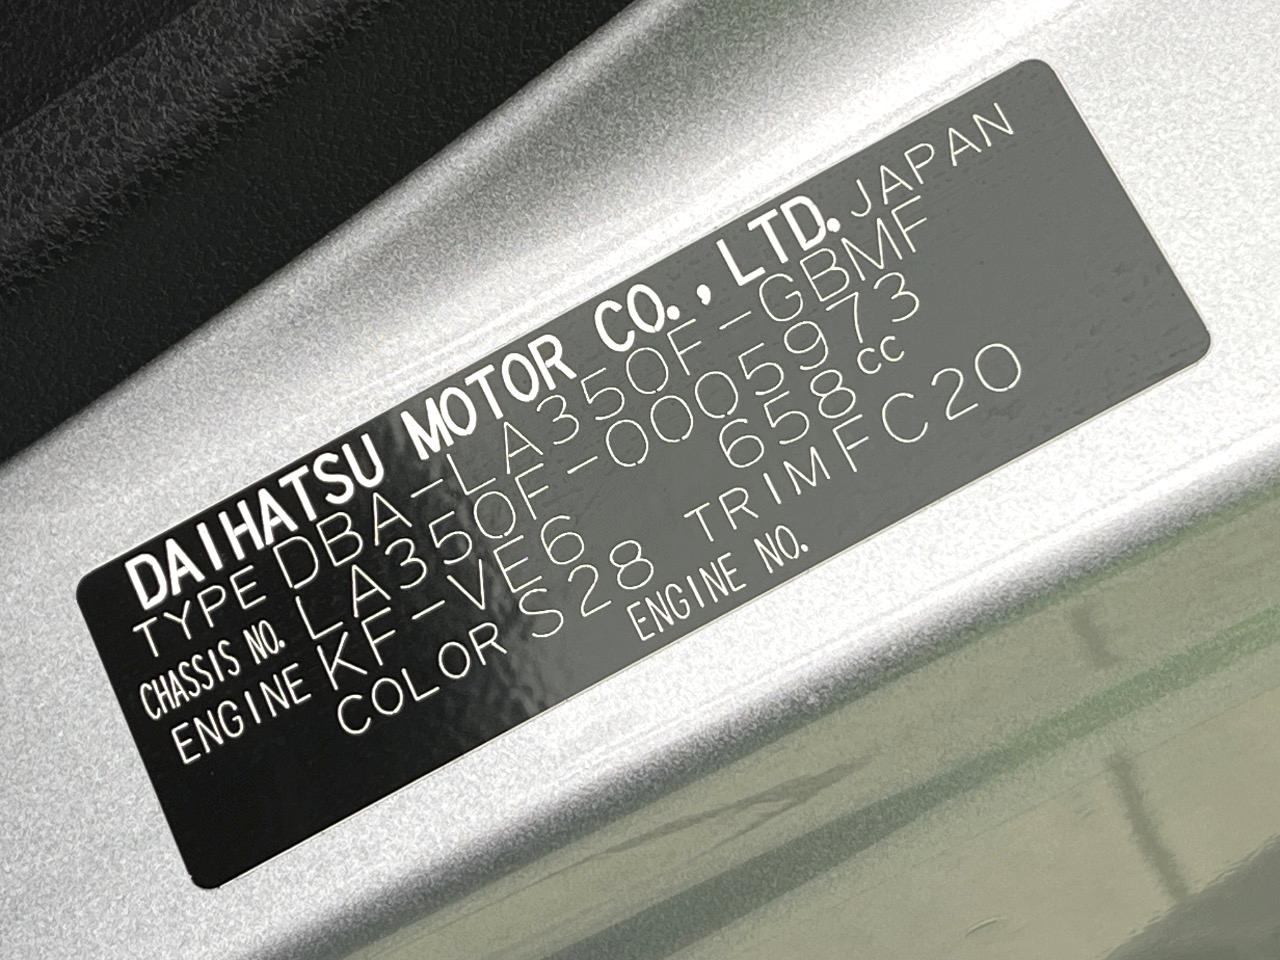 DAIHATSU MOTOR CO., LTD. JAPAN
TYPE DBA-LA350F-GBMF
CHASSIS NO. LA350F-0005973
ENGINE KF-VE6 658cc
COLOR S28 TRIM FC20
ENGINE NO.